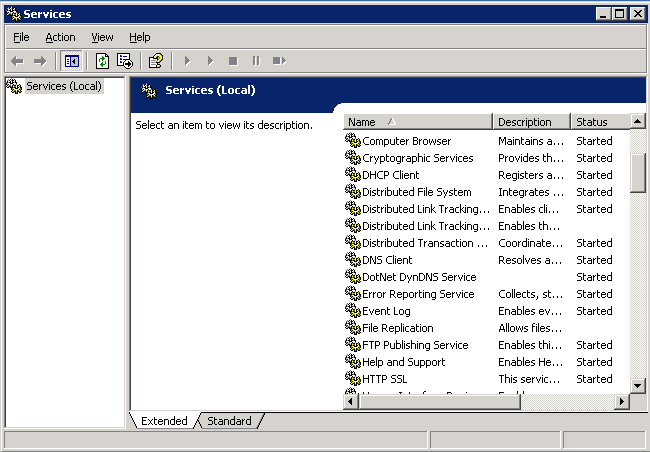 Services
File Action View Help
Services (Local)
Services (Local)
Select an item to view its description.
Name Description Status
Computer Browser Maintains a... Started
Cryptographic Services Provides th... Started
DHCP Client Registers a... Started
Distributed File System Integrates ... Started
Distributed Link Tracking... Enables cli... Started
Distributed Link Tracking... Enables th...
Distributed Transaction ... Coordinate... Started
DNS Client Resolves a... Started
DotNet DynDNS Service Started
Error Reporting Service Collects, st... Started
Event Log Enables ev... Started
File Replication Allows files...
FTP Publishing Service Enables thi... Started
Help and Support Enables He... Started
HTTP SSL This servic... Started
Extended Standard